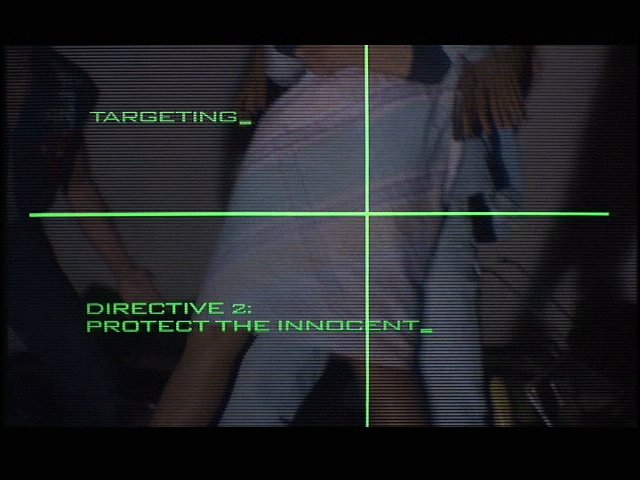 TARGETING_
DIRECTIVE 2:
PROTECT THE INNOCENT_